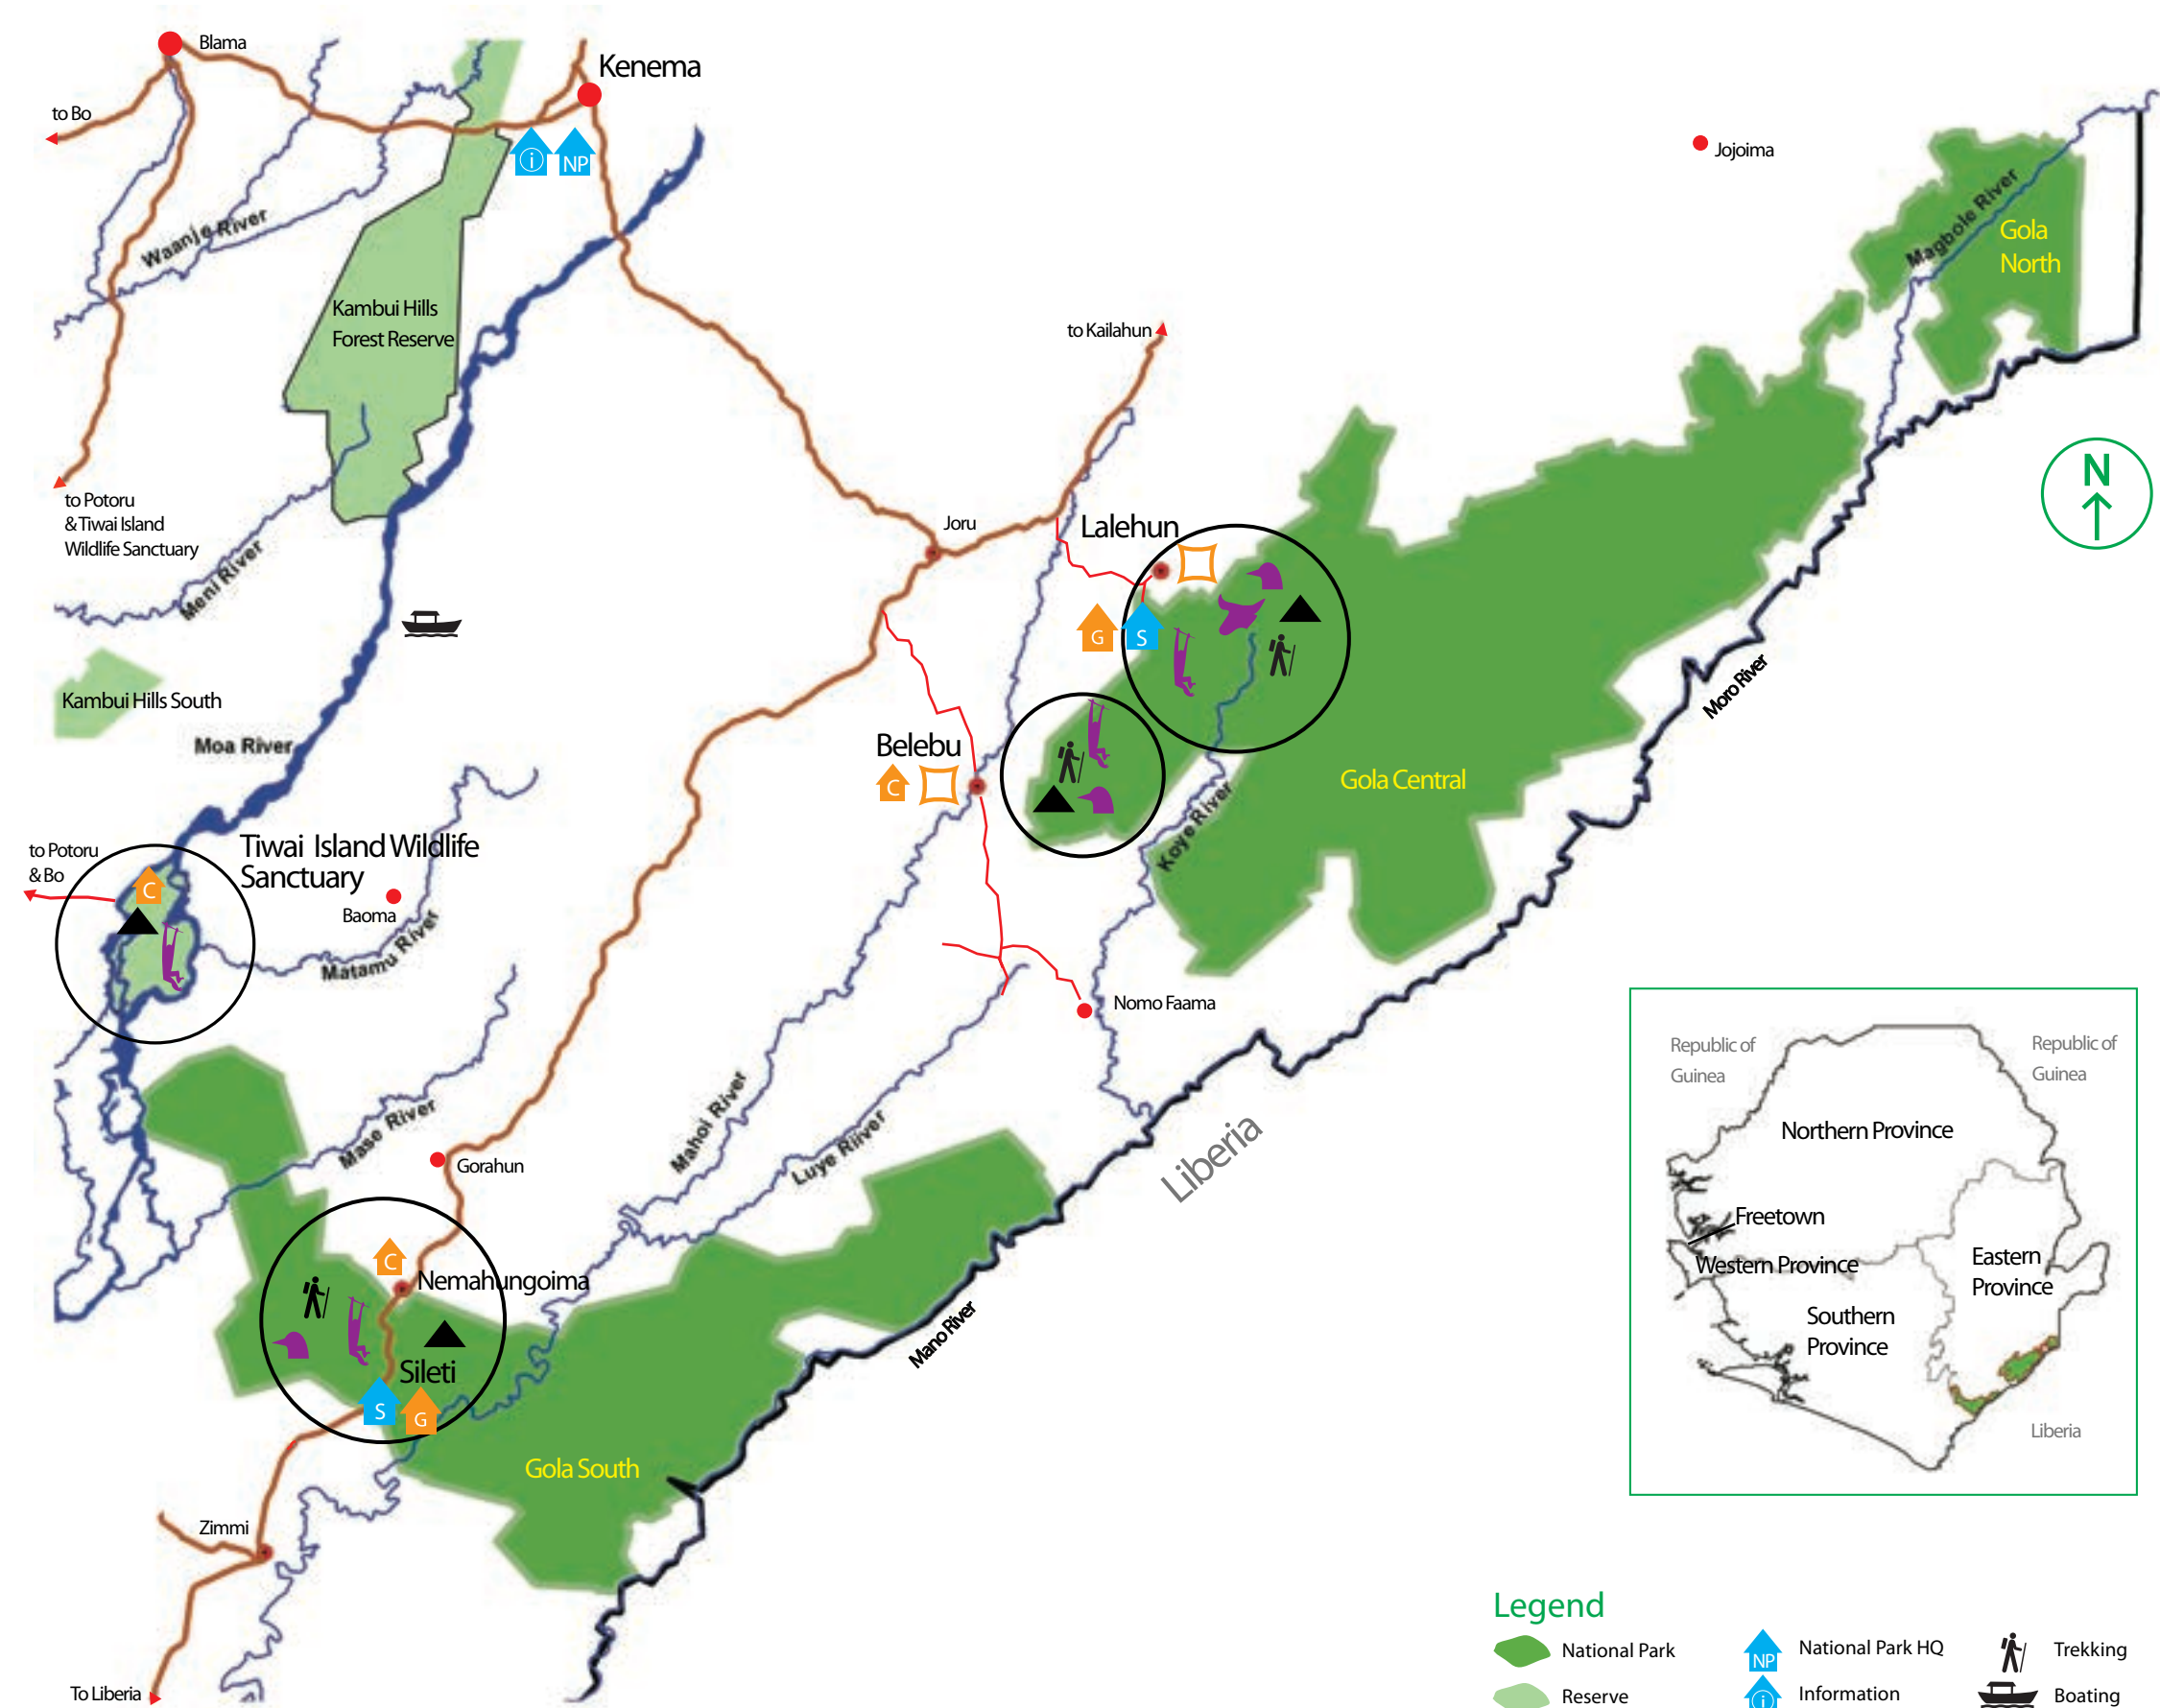 Blama
Kenema
to Bo
i
NP
Jojoima
Waanje River
Magbole River
Gola
North
Kambui Hills
Forest Reserve
to Kailahun
N
to Potoru
& Tiwai Island
Wildlife Sanctuary
Joru
Lalehun
Meni River
G
S
Kambui Hills South
Moro River
Moa River
Belebu
C
Gola Central
Koye River
Tiwai Island Wildlife
Sanctuary
to Potoru
& Bo
C
Baoma
Matamu River
Nomo Faama
Republic of
Guinea
Republic of
Guinea
Mase River
Mahoi River
Luye Riiver
Liberia
Northern Province
Gorahun
Freetown
Western Province
Eastern
Province
C
Nemahungoima
Southern
Province
Mano River
Sileti
S
G
Liberia
Gola South
Zimmi
Legend
National Park
NP
National Park HQ
Trekking
To Liberia
Reserve
i
Information
Boating